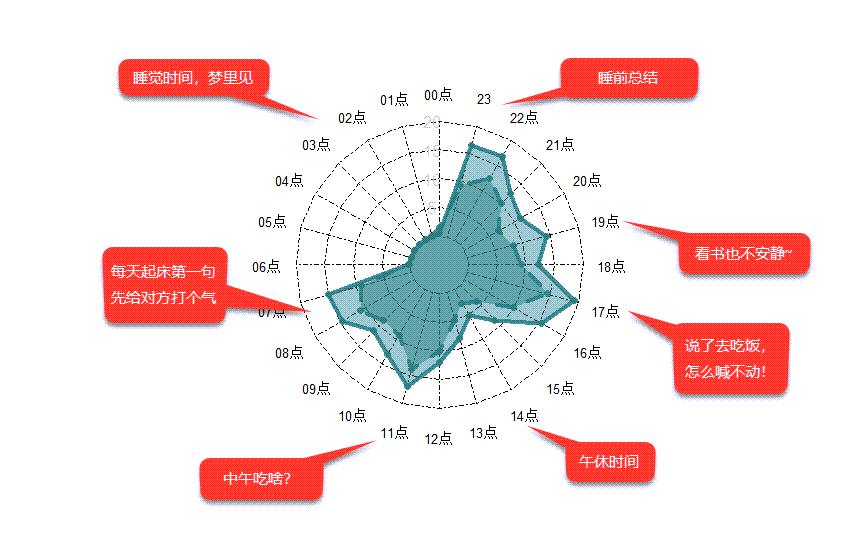 睡觉时间，梦里见
睡前总结
00点
23
01点
22点
02点
20
21点
03点
15
20点
04点
10
19点
05点
5
看书也不安静~
18点
06点
每天起床第一句
先给对方打个气
07点
17点
说了去吃饭，
怎么喊不动！
08点
16点
09点
15点
10点
14点
11点
13点
12点
午休时间
中午吃啥？